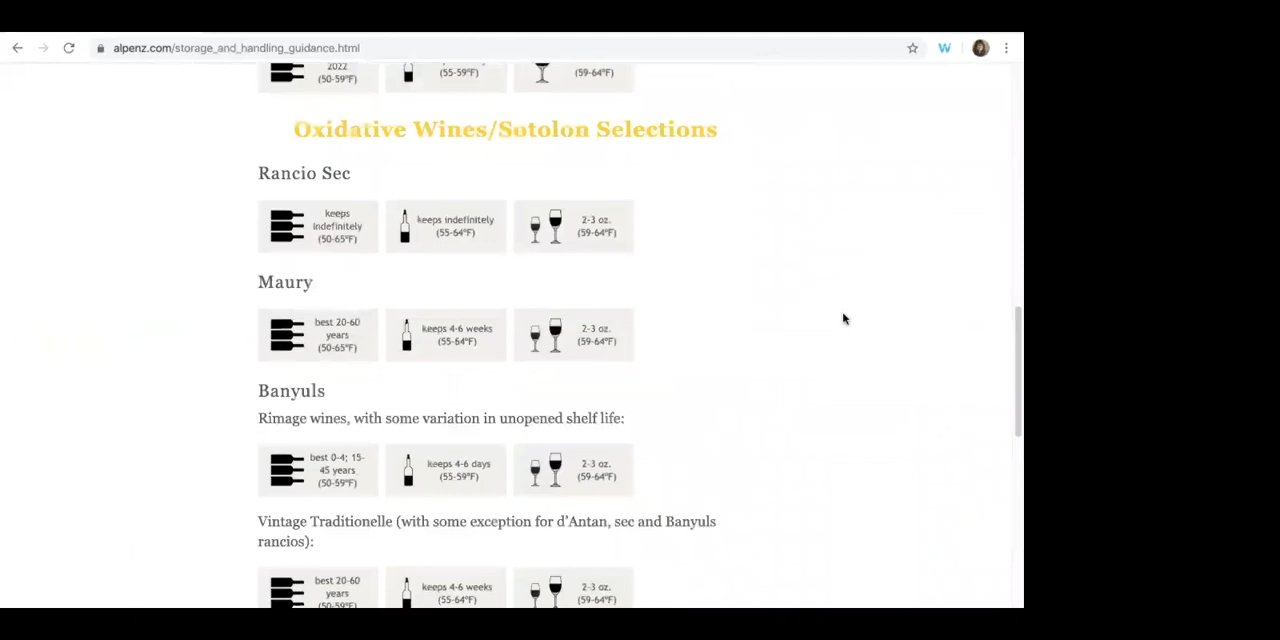 alpenz.com/storage_and_handling_guidance.html
W
2022
(50-59°F)
(55-59°F)
(59-64°F)
Oxidative Wines/Sotolon Selections
Rancio Sec
keeps
indefinitely
(50-65°F)
keeps indefinitely
(55-64°F)
2-3 oz.
(59-64°F)
Maury
best 20-60
years
(50-65°F)
keeps 4-6 weeks
(55-64°F)
2-3 oz.
(59-64°F)
Banyuls
Rimage wines, with some variation in unopened shelf life:
best 0-4; 15-
45 years
(50-59°F)
keeps 4-6 days
(55-59°F)
2-3 oz.
(59-64°F)
Vintage Traditionelle (with some exception for d'Antan, sec and Banyuls
rancios):
best 20-60
years
(50-59°F)
keeps 4-6 weeks
(55-64°F)
2-3 oz.
(59-64°F)